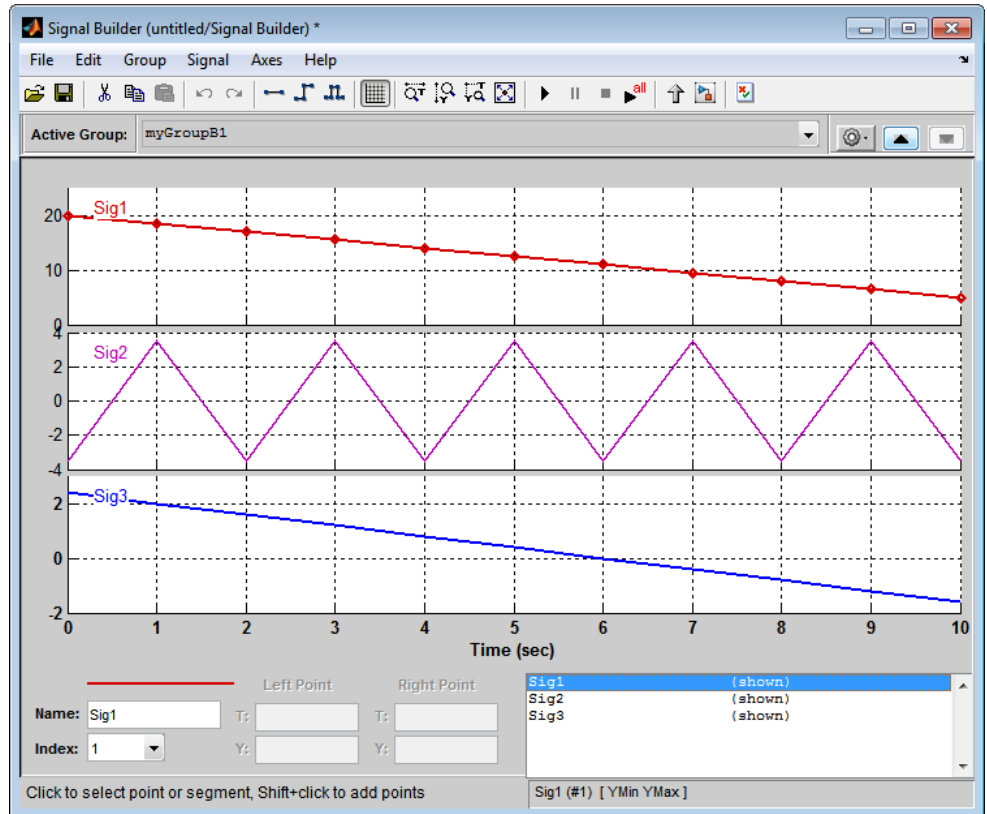 Signal Builder (untitled/Signal Builder) *
File Edit Group Signal Axes Help
all
Active Group: myGroupB1
Sig1
20
10
0
Sig2
4
2
0
-2
-4
Sig3
2
0
-2
0 1 2 3 4 5 6 7 8 9 10
Time (sec)
Left Point Right Point
Name: Sig1 T: T:
Index: 1 Y: Y:
Sig1 (shown)
Sig2 (shown)
Sig3 (shown)
Click to select point or segment, Shift+click to add points
Sig1 (#1) [ YMin YMax ]